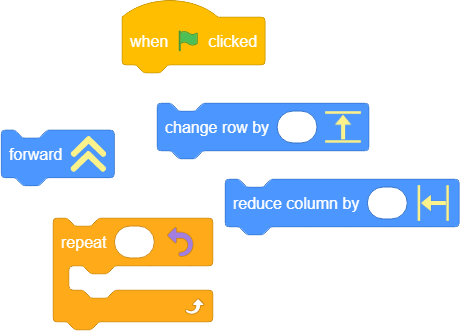 when clicked
change row by
forward
reduce column by
repeat